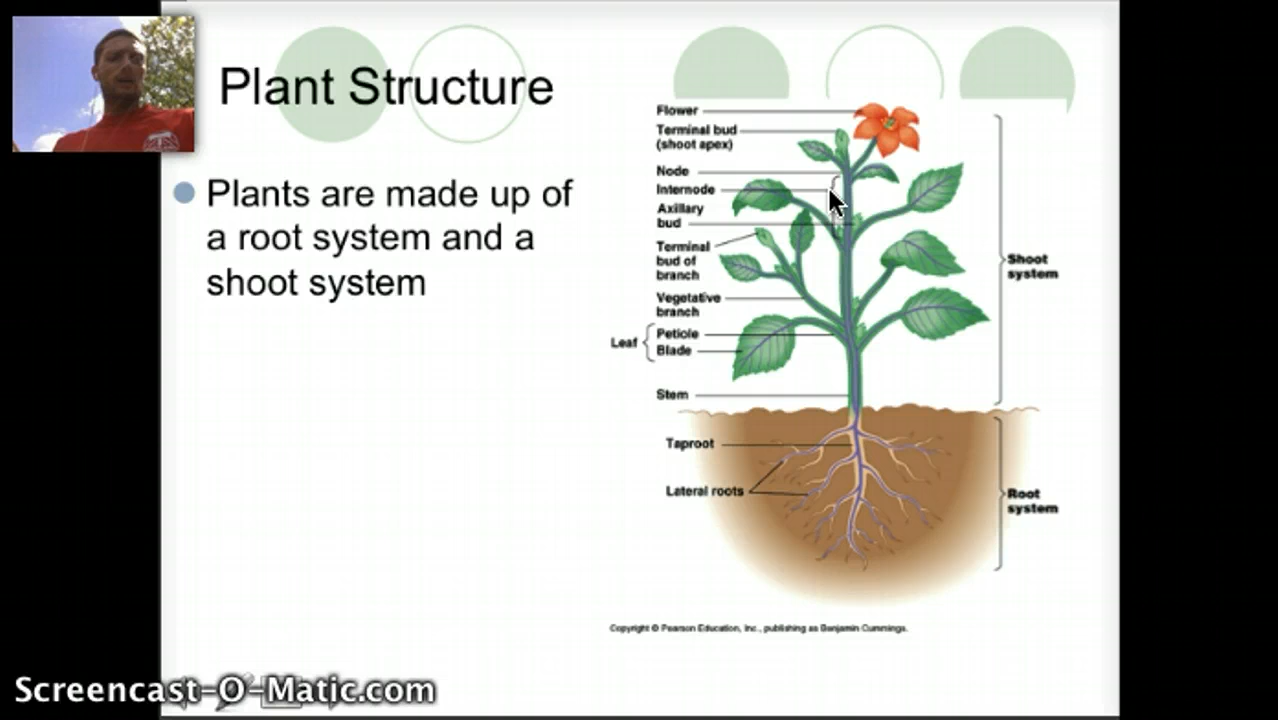 Plant Structure
Plants are made up of
a root system and a
shoot system
Flower
Terminal bud
(shoot apex)
Node
Internode
Axillary
bud
Terminal
bud of
branch
Vegetative
branch
Leaf
Petiole
Blade
Stem
Taproot
Lateral roots
Shoot
system
Root
system
Copyright © Pearson Education, Inc., publishing as Benjamin Cummings.
Screencast-O-Matic.com